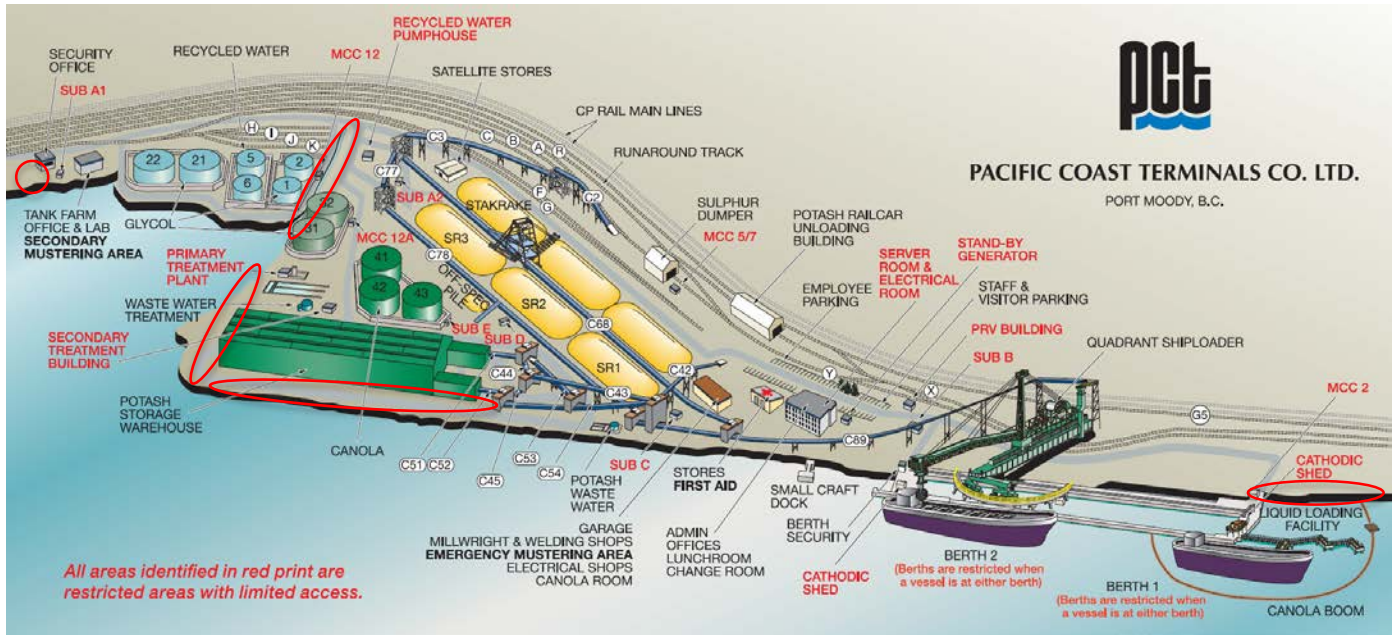 SECURITY
OFFICE
SUB A1
RECYCLED WATER
MCC 12
RECYCLED WATER
PUMPHOUSE
SATELLITE STORES
CP RAIL MAIN LINES
RUNAROUND TRACK
pct
PACIFIC COAST TERMINALS CO. LTD.
PORT MOODY, B.C.
H
I
J
K
C3
C
B
A
R
C2
F
G
22
21
5
2
6
1
32
31
C77
SUB A2
STAKRAKE
SR3
C78
OFF-SPEC
PILE
SR2
C68
SR1
TANK FARM
OFFICE & LAB
SECONDARY
MUSTERING AREA
GLYCOL
MCC 12A
41
42
43
PRIMARY
TREATMENT
PLANT
WASTE WATER
TREATMENT
SECONDARY
TREATMENT
BUILDING
POTASH
STORAGE
WAREHOUSE
CANOLA
SUB E
SUB D
C44
C43
C42
SULPHUR
DUMPER
MCC 5/7
POTASH RAILCAR
UNLOADING
BUILDING
EMPLOYEE
PARKING
SERVER
ROOM &
ELECTRICAL
ROOM
STAND-BY
GENERATOR
STAFF &
VISITOR PARKING
PRV BUILDING
SUB B
QUADRANT SHIPLOADER
Y
X
G5
C89
MCC 2
CATHODIC
SHED
LIQUID LOADING
FACILITY
C51
C52
C45
C53
C54
POTASH
WASTE
WATER
SUB C
STORES
FIRST AID
GARAGE
MILLWRIGHT & WELDING SHOPS
EMERGENCY MUSTERING AREA
ELECTRICAL SHOPS
CANOLA ROOM
ADMIN
OFFICES
LUNCHROOM
CHANGE ROOM
SMALL CRAFT
DOCK
BERTH
SECURITY
CATHODIC
SHED
BERTH 2
(Berths are restricted when
a vessel is at either berth)
BERTH 1
(Berths are restricted when
a vessel is at either berth)
CANOLA BOOM
All areas identified in red print are
restricted areas with limited access.